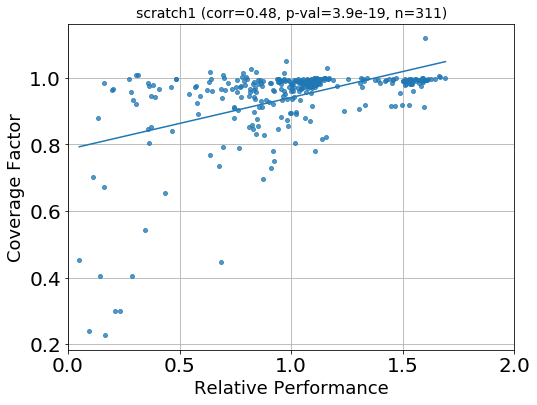 scratch1 (corr=0.48, p-val=3.9e-19, n=311)
Coverage Factor
1.0
0.8
0.6
0.4
0.2
0.0 0.5 1.0 1.5 2.0
Relative Performance